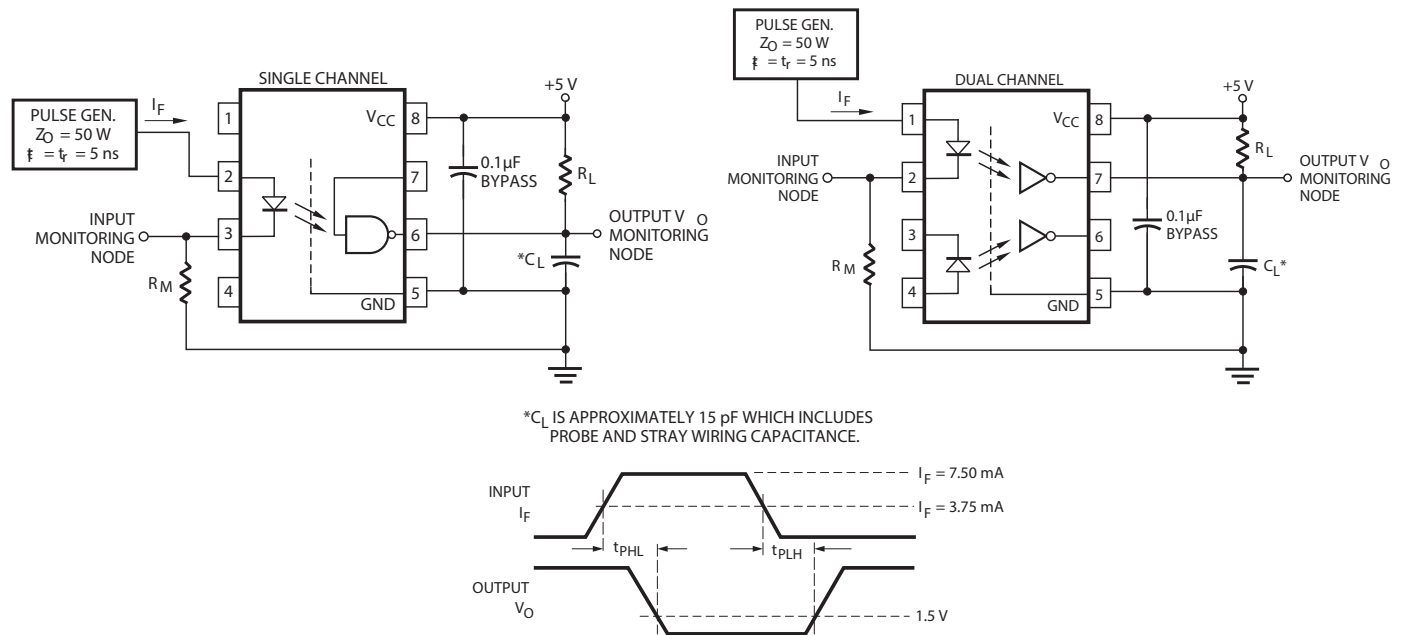 PULSE GEN.
ZO = 50 W
tf = tr = 5 ns
IF
SINGLE CHANNEL
1
2
3
4
VCC
8
7
6
5
GND
+5 V
0.1µF
BYPASS
RL
INPUT
MONITORING
NODE
RM
OUTPUT V O
MONITORING
NODE
*CL
PULSE GEN.
ZO = 50 W
tf = tr = 5 ns
IF
DUAL CHANNEL
1
2
3
4
VCC
8
7
6
5
GND
+5 V
RL
INPUT
MONITORING
NODE
RM
OUTPUT V O
MONITORING
NODE
0.1µF
BYPASS
CL*
*CL IS APPROXIMATELY 15 pF WHICH INCLUDES
PROBE AND STRAY WIRING CAPACITANCE.
INPUT
IF
IF = 7.50 mA
IF = 3.75 mA
tPHL
tPLH
OUTPUT
VO
1.5 V